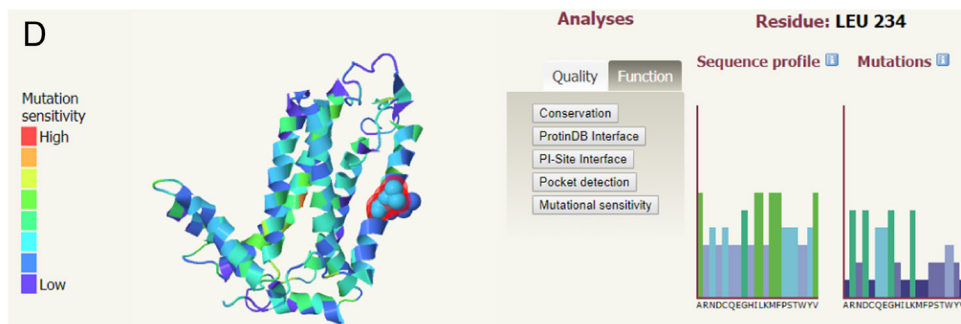 D
Analyses
Residue: LEU 234
Quality
Function
Sequence profile i
Mutations i
Mutation
sensitivity
High
Low
Conservation
ProtinDB Interface
PI-Site Interface
Pocket detection
Mutational sensitivity
ARNDCQEGHILKMFPSTWYV
ARNDCQEGHILKMFPSTWYV